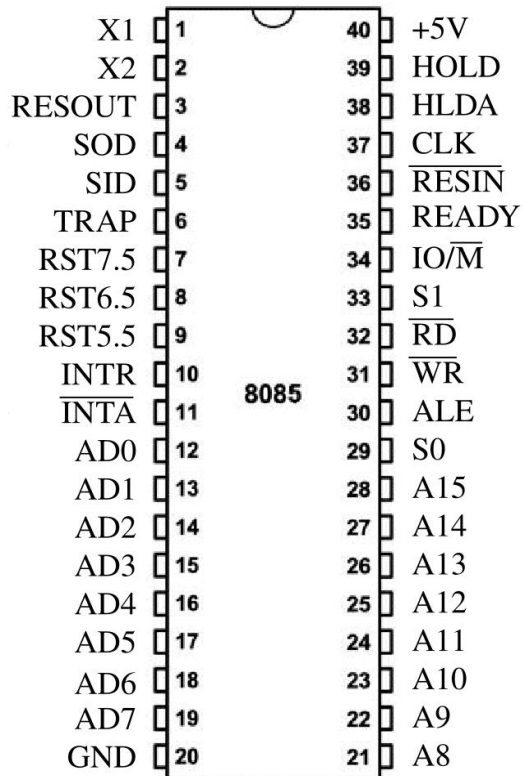 X1 1 40 +5V
X2 2 39 HOLD
RESOUT 3 38 HLDA
SOD 4 37 CLK
SID 5 36 R̅E̅S̅I̅N̅
TRAP 6 35 READY
RST7.5 7 34 IO/M̅
RST6.5 8 33 S1
RST5.5 9 32 R̅D̅
INTR 10 31 W̅R̅
8085
I̅N̅T̅A̅ 11 30 ALE
AD0 12 29 S0
AD1 13 28 A15
AD2 14 27 A14
AD3 15 26 A13
AD4 16 25 A12
AD5 17 24 A11
AD6 18 23 A10
AD7 19 22 A9
GND 20 21 A8